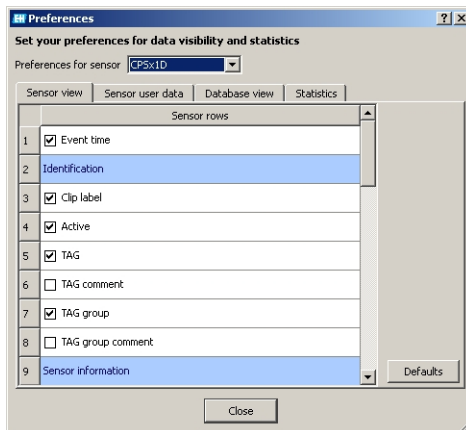 EH Preferences
Set your preferences for data visibility and statistics
Preferences for sensor CPSx1D
Sensor view Sensor user data Database view Statistics
Sensor rows
1 Event time
2 Identification
3 Clip label
4 Active
5 TAG
6 TAG comment
7 TAG group
8 TAG group comment
9 Sensor information
Defaults
Close